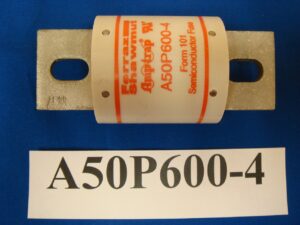 Ferraz
Shawmut
Amp-trap
A50P600-4
Form 101
Semiconductor Fuse
A50P600-4